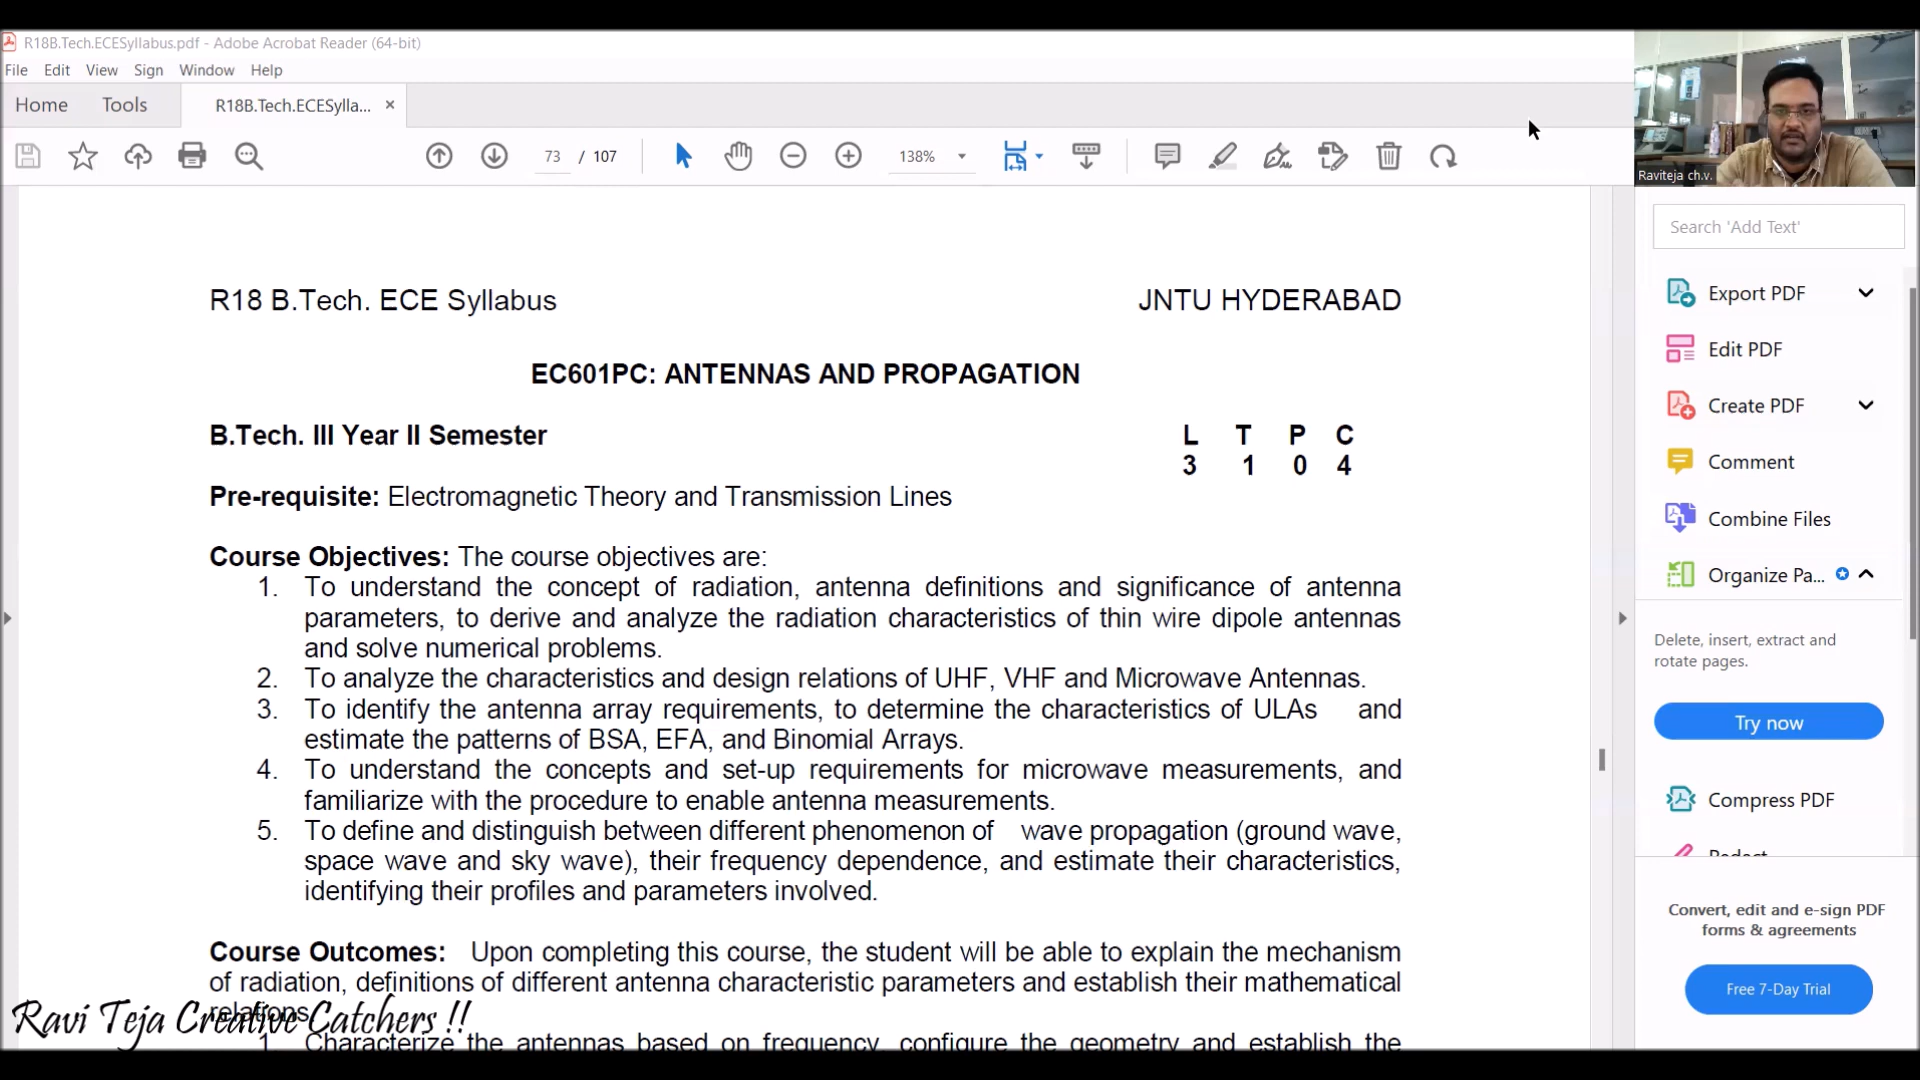 R18B.Tech.ECESyllabus.pdf - Adobe Acrobat Reader (64-bit)
File Edit View Sign Window Help
Home Tools R18B.Tech.ECESylla... ×
73 / 107 138%
Raviteja ch.v.
R18 B.Tech. ECE Syllabus JNTU HYDERABAD
EC601PC: ANTENNAS AND PROPAGATION
B.Tech. III Year II Semester L T P C
3 1 0 4
Pre-requisite: Electromagnetic Theory and Transmission Lines
Course Objectives: The course objectives are:
1. To understand the concept of radiation, antenna definitions and significance of antenna
parameters, to derive and analyze the radiation characteristics of thin wire dipole antennas
and solve numerical problems.
2. To analyze the characteristics and design relations of UHF, VHF and Microwave Antennas.
3. To identify the antenna array requirements, to determine the characteristics of ULAs and
estimate the patterns of BSA, EFA, and Binomial Arrays.
4. To understand the concepts and set-up requirements for microwave measurements, and
familiarize with the procedure to enable antenna measurements.
5. To define and distinguish between different phenomenon of wave propagation (ground wave,
space wave and sky wave), their frequency dependence, and estimate their characteristics,
identifying their profiles and parameters involved.
Course Outcomes: Upon completing this course, the student will be able to explain the mechanism
of radiation, definitions of different antenna characteristic parameters and establish their mathematical
relations
1. Characterize the antennas based on frequency, configure the geometry and establish the
Ravi Teja Creative Catchers !!
Search 'Add Text'
Export PDF
Edit PDF
Create PDF
Comment
Combine Files
Organize Pa...
Delete, insert, extract and
rotate pages.
Try now
Compress PDF
Redact
Convert, edit and e-sign PDF
forms & agreements
Free 7-Day Trial